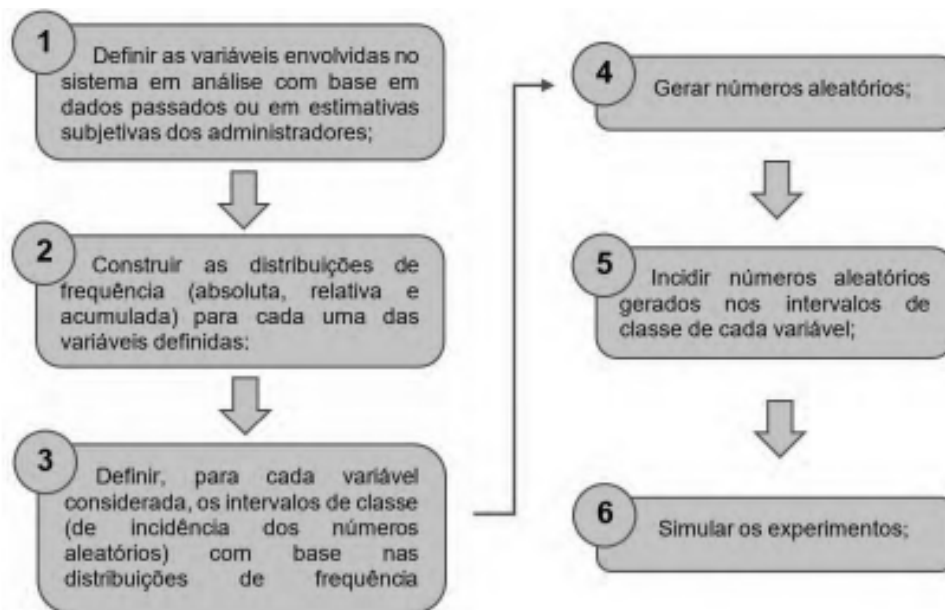 1
Definir as variáveis envolvidas no
sistema em análise com base em
dados passados ou em estimativas
subjetivas dos administradores;
2
Construir as distribuições de
frequência (absoluta, relativa e
acumulada) para cada uma das
variáveis definidas;
3
Definir, para cada variável
considerada, os intervalos de classe
(de incidência dos números
aleatórios) com base nas
distribuições de frequência
4
Gerar números aleatórios;
5
Incidir números aleatórios
gerados nos intervalos de
classe de cada variável;
6
Simular os experimentos;